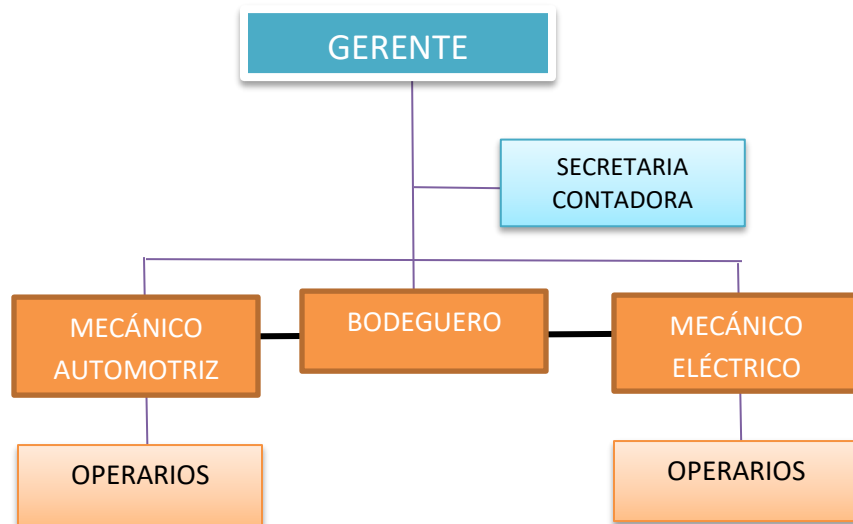 GERENTE
SECRETARIA
CONTADORA
MECÁNICO
AUTOMOTRIZ
BODEGUERO
MECÁNICO
ELÉCTRICO
OPERARIOS
OPERARIOS